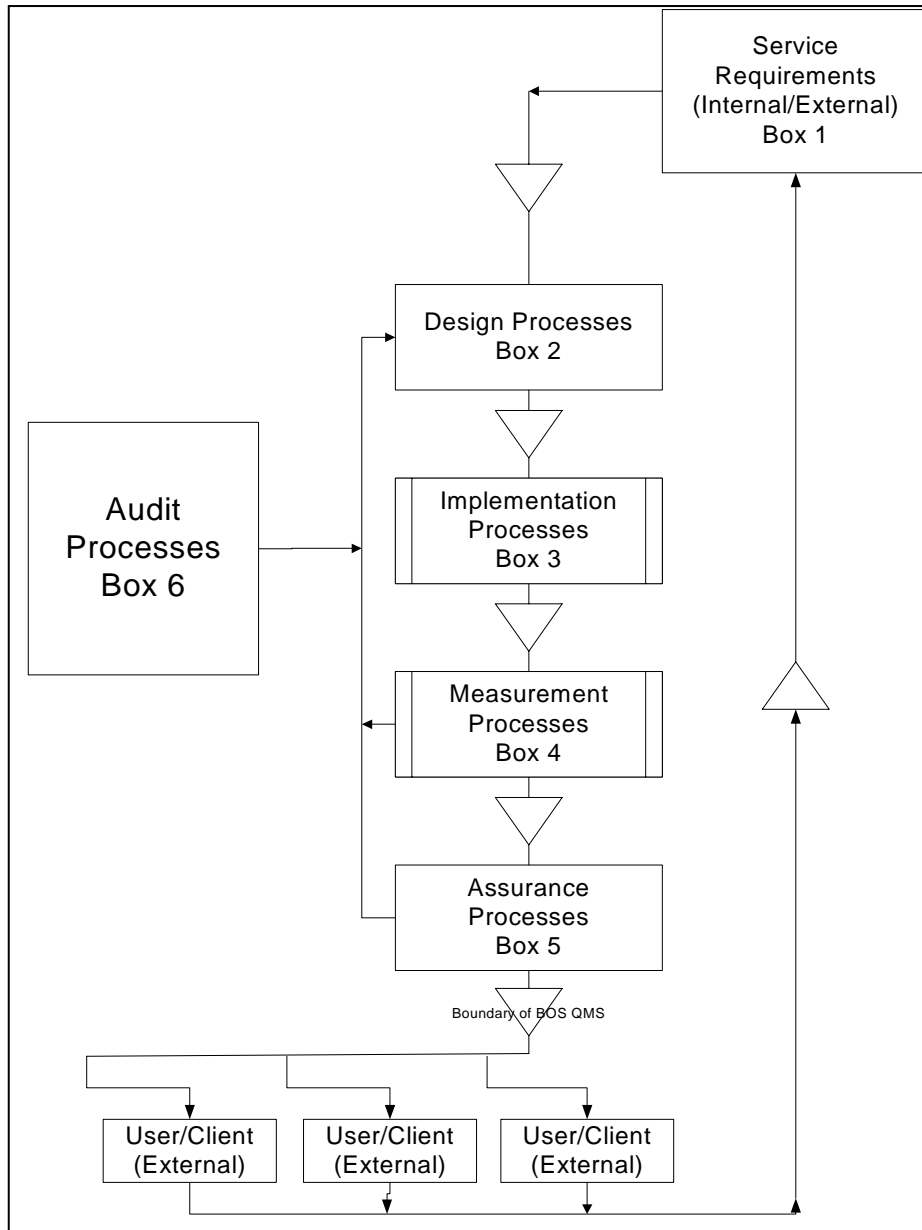 Service
Requirements
(Internal/External)
Box 1
Design Processes
Box 2
Implementation
Processes
Box 3
Audit
Processes
Box 6
Measurement
Processes
Box 4
Assurance
Processes
Box 5
Boundary of BOS QMS
User/Client
(External)
User/Client
(External)
User/Client
(External)